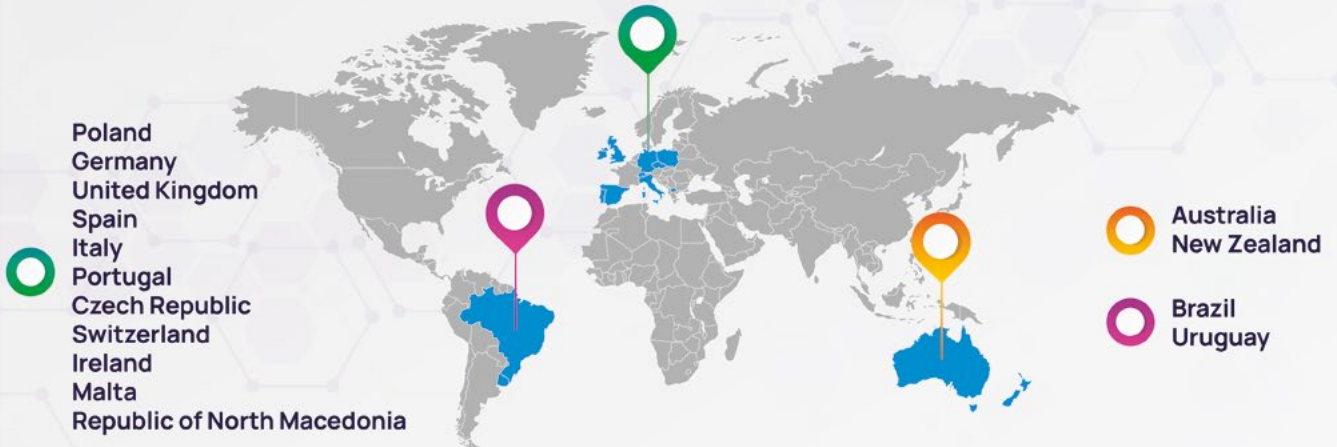 Poland
Germany
United Kingdom
Spain
Italy
Portugal
Czech Republic
Switzerland
Ireland
Malta
Republic of North Macedonia
Australia
New Zealand
Brazil
Uruguay